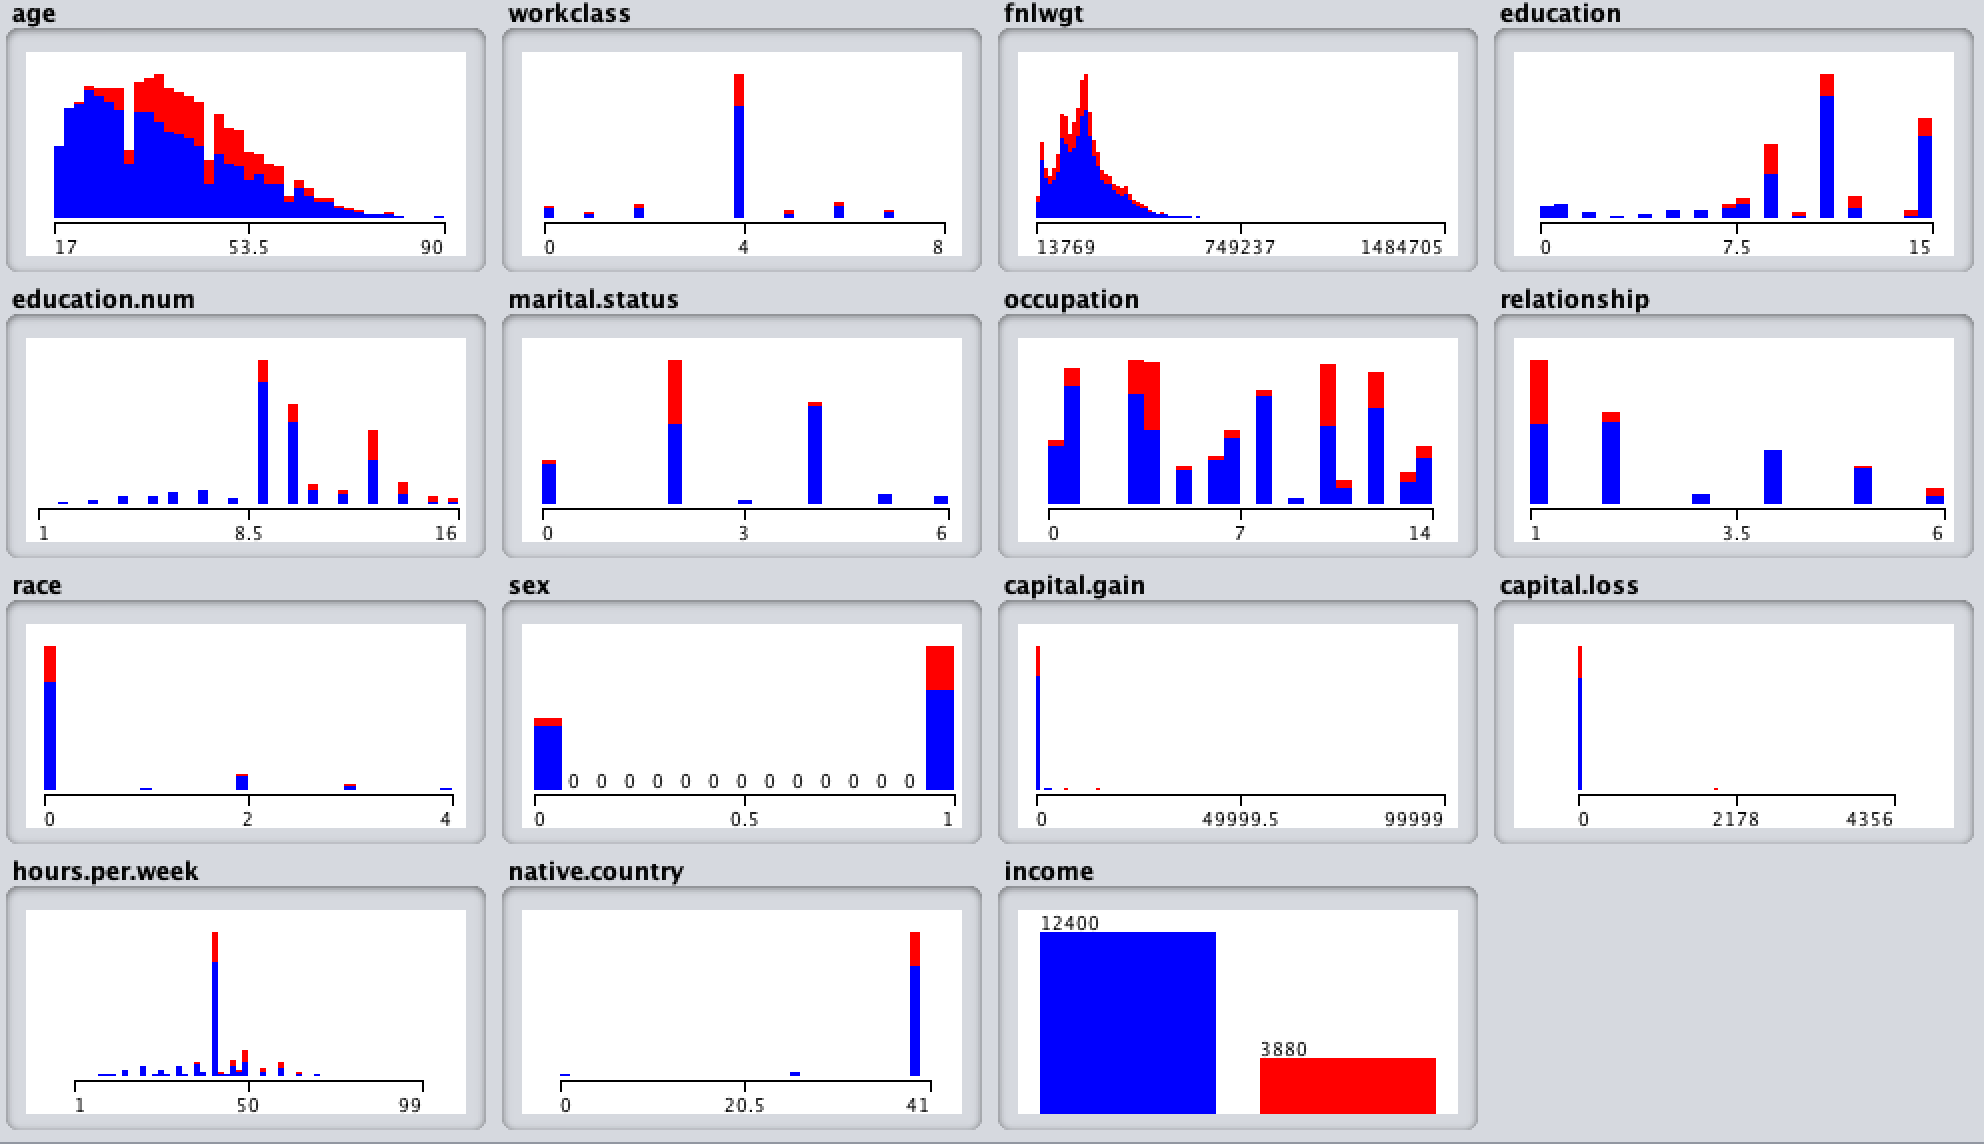 age workclass fnlwgt education
17 53.5 90 0 4 8 13769 749237 1484705 0 7.5 15
education.num marital.status occupation relationship
1 8.5 16 0 3 6 0 7 14 1 3.5 6
race sex capital.gain capital.loss
0 0 0 0 0 0 0 0 0 0 0 0 0
0 2 4 0 0.5 1 0 49999.5 99999 0 2178 4356
hours.per.week native.country income
12400
3880
1 50 99 0 20.5 41